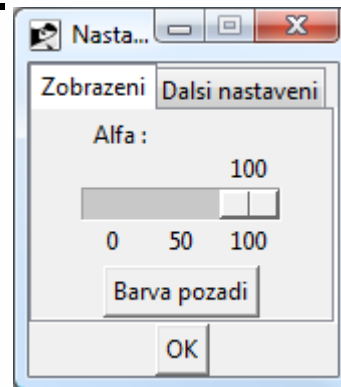 Nasta...
Zobrazeni Dalsi nastaveni
Alfa :
100
0 50 100
Barva pozadi
OK